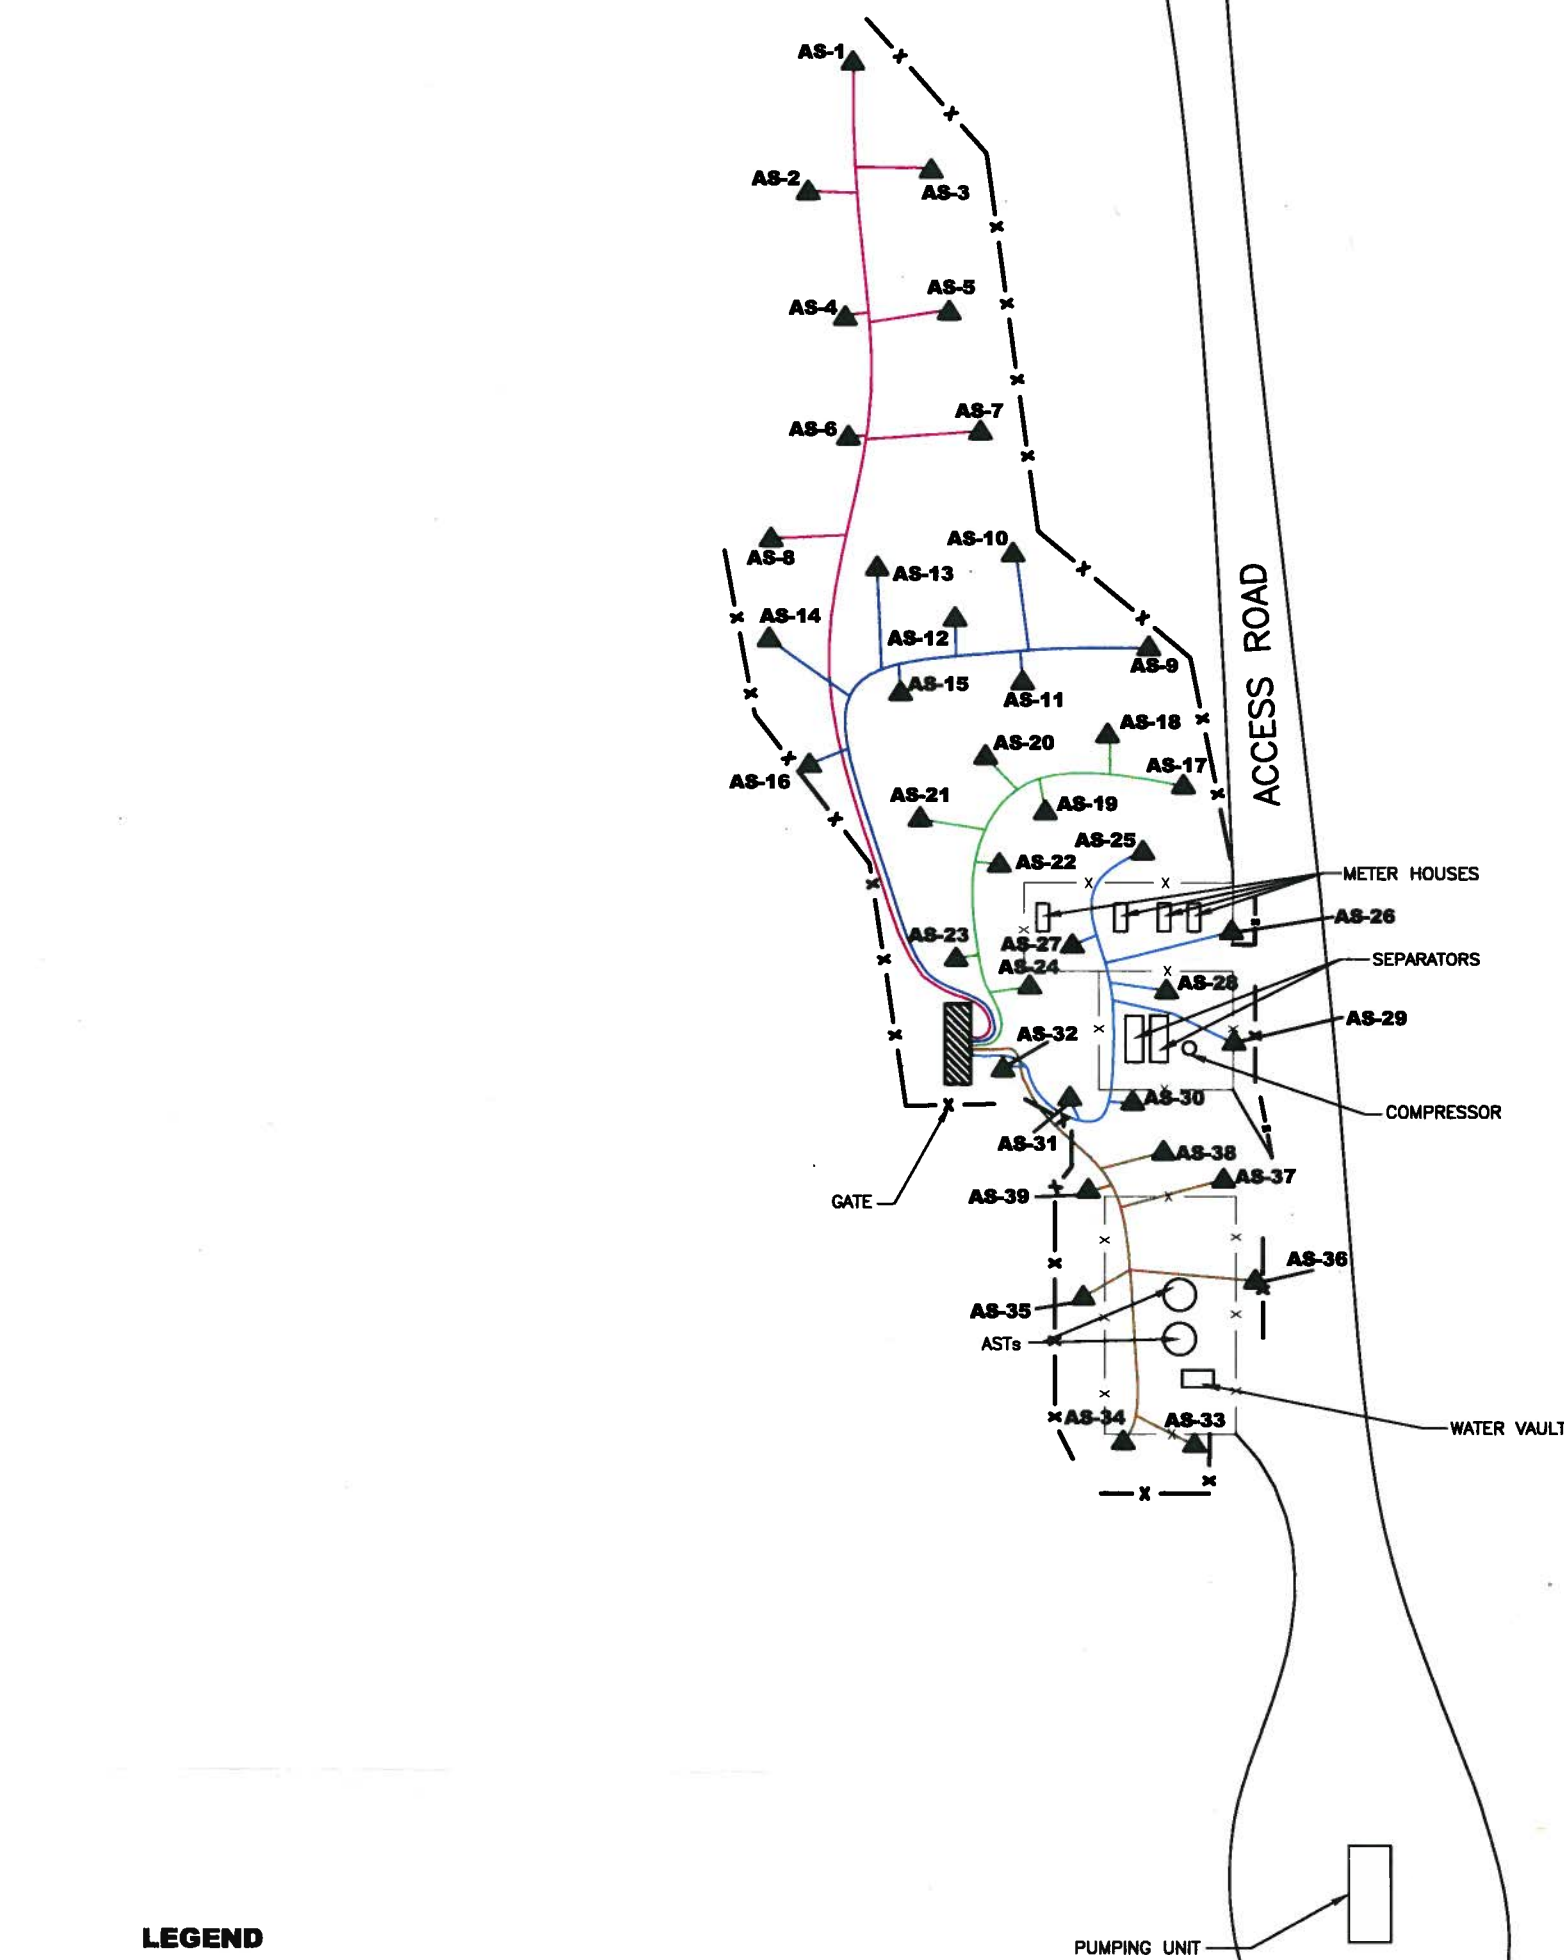 AS-1
AS-2
AS-3
AS-5
AS-4
AS-7
AS-6
AS-10
AS-8
AS-13
AS-14
AS-12
AS-9
AS-15
AS-11
ACCESS ROAD
AS-18
AS-20
AS-17
AS-16
AS-21
AS-19
AS-25
AS-22
METER HOUSES
AS-26
AS-23
AS-27
SEPARATORS
AS-24
AS-28
AS-29
AS-32
AS-30
COMPRESSOR
AS-31
AS-38
AS-37
AS-39
GATE
AS-36
AS-35
ASTs
AS-34
AS-33
WATER VAULT
LEGEND
PUMPING UNIT